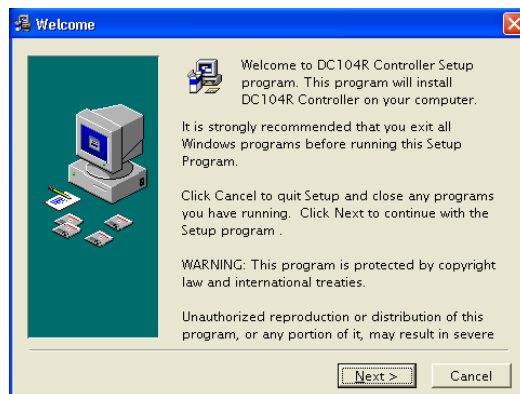 Welcome
Welcome to DC104R Controller Setup
program. This program will install
DC104R Controller on your computer.
It is strongly recommended that you exit all
Windows programs before running this Setup
Program.
Click Cancel to quit Setup and close any programs
you have running. Click Next to continue with the
Setup program .
WARNING: This program is protected by copyright
law and international treaties.
Unauthorized reproduction or distribution of this
program, or any portion of it, may result in severe
Next >
Cancel